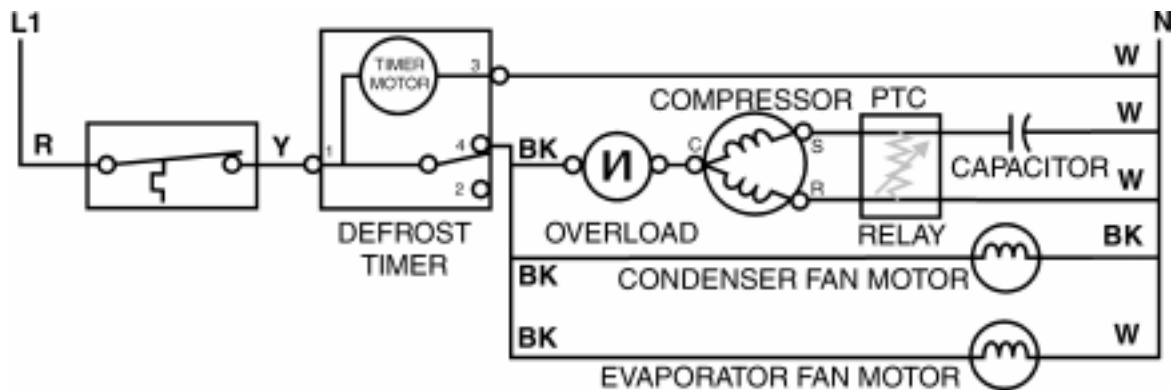 L1
N
TIMER
MOTOR
3
W
COMPRESSOR
PTC
W
R
Y
1
4
BK
C
S
CAPACITOR
2
R
W
DEFROST
TIMER
OVERLOAD
RELAY
BK
BK
CONDENSER FAN MOTOR
BK
W
EVAPORATOR FAN MOTOR